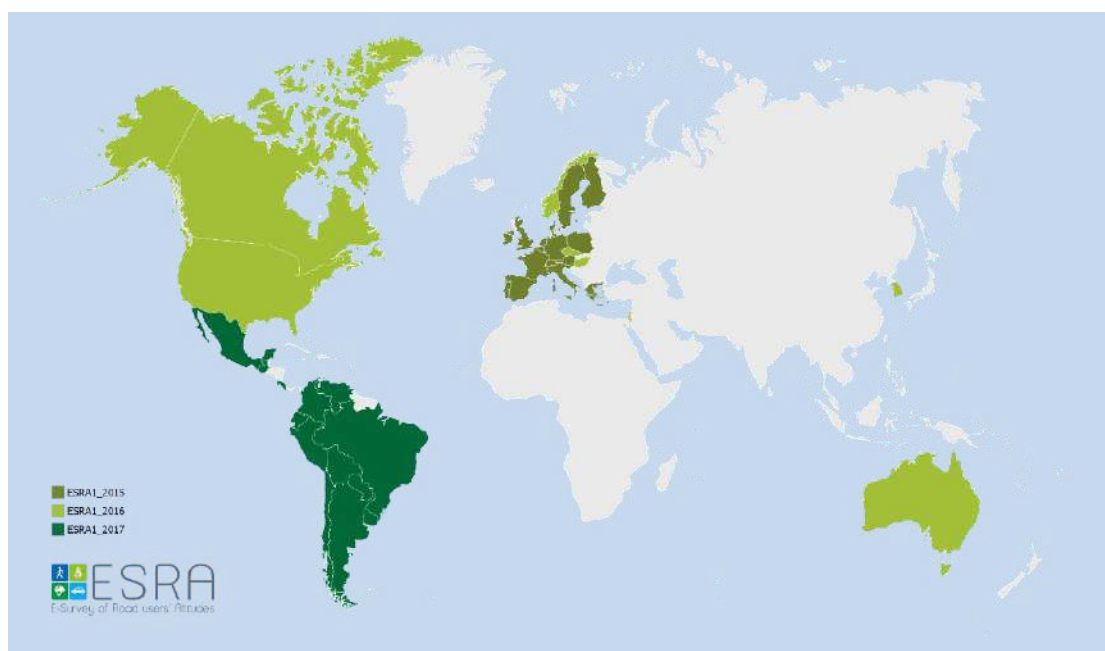 ESRA1_2015
ESRA1_2016
ESRA1_2017
ESRA
E-Survey of Road users' Attitudes